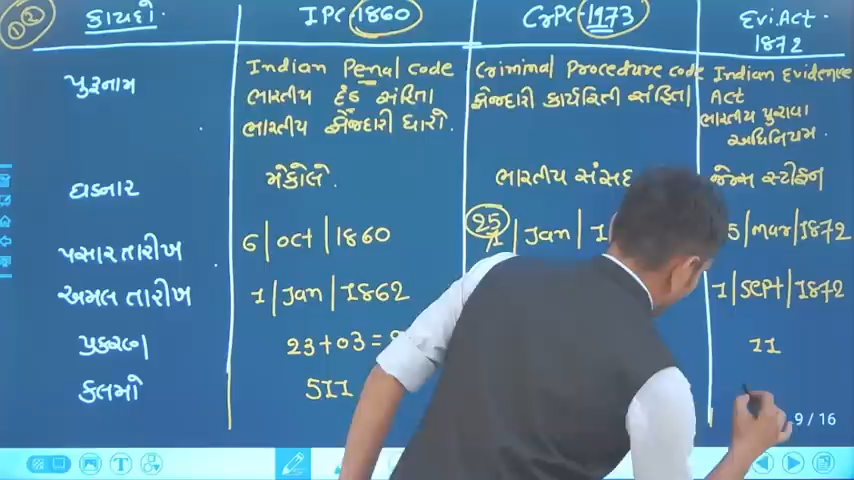 ①② કાયદો. IPC-1860 CrPC-1973 Evi.Act. 1872
પુરુનામ
Indian Penal code
ભારતીય દંડ સંહિતા
ભારતીય ફોજદારી ધારો.
Criminal Procedure code
ફોજદારી કાર્યરિતી સંહિતા
Indian Evidence
Act
ભારતીય પુરાવા
અધિનિયમ.
ઘડનાર મેકોલે. ભારતીય સંસદ જેમ્સ સ્ટીફન
પસાર તારીખ 6|oct|1860 25 |Jan| 5|mar|1872
અમલ તારીખ 1|Jan|1862 1|Sept|1872
પ્રકરણ 23+03= 11
કલમો 511
9/16
T